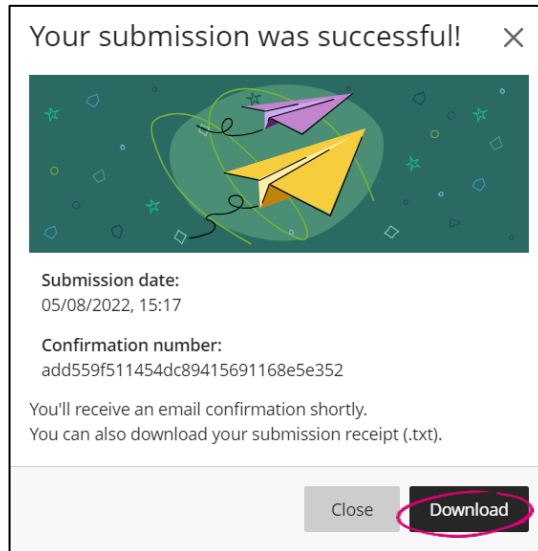 Your submission was successful!
Submission date:
05/08/2022, 15:17
Confirmation number:
add559f511454dc89415691168e5e352
You'll receive an email confirmation shortly.
You can also download your submission receipt (.txt).
Close
Download